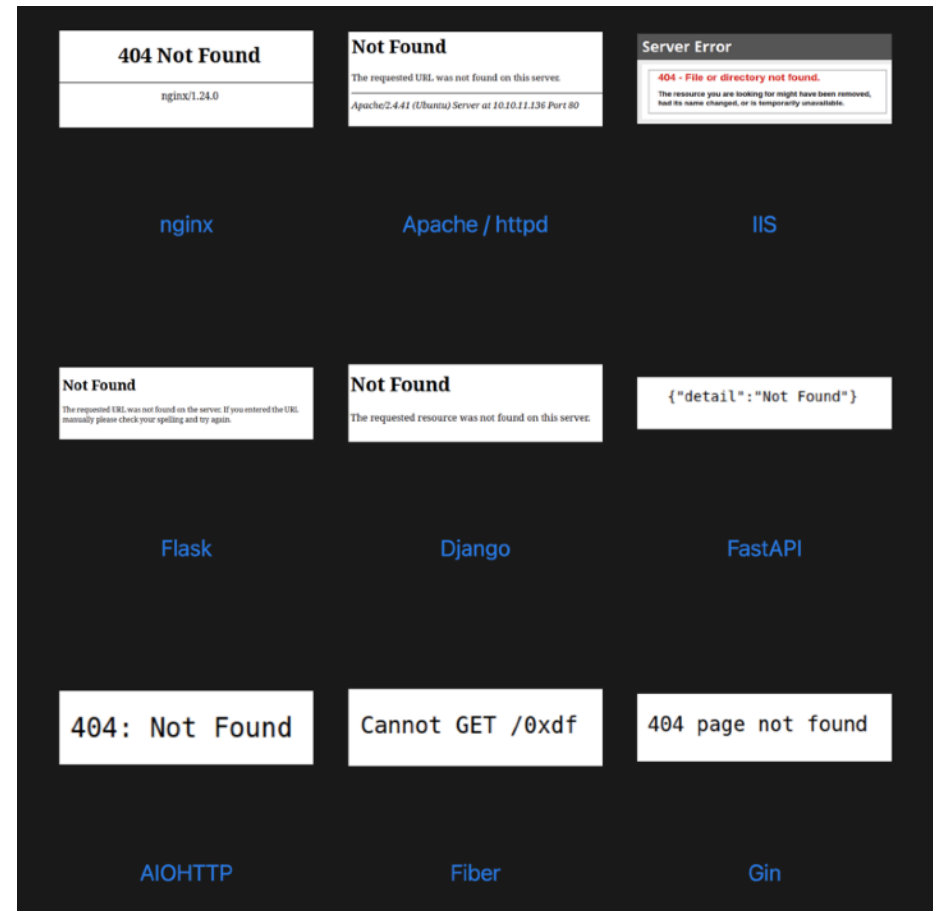 404 Not Found
nginx/1.24.0
Not Found
The requested URL was not found on this server.
Apache/2.4.41 (Ubuntu) Server at 10.10.11.136 Port 80
Server Error
404 - File or directory not found.
The resource you are looking for might have been removed,
had its name changed, or is temporarily unavailable.
nginx
Apache / httpd
IIS
Not Found
The requested URL was not found on the server. If you entered the URL
manually please check your spelling and try again.
Not Found
The requested resource was not found on this server.
{"detail":"Not Found"}
Flask
Django
FastAPI
404: Not Found
Cannot GET /0xdf
404 page not found
AIOHTTP
Fiber
Gin